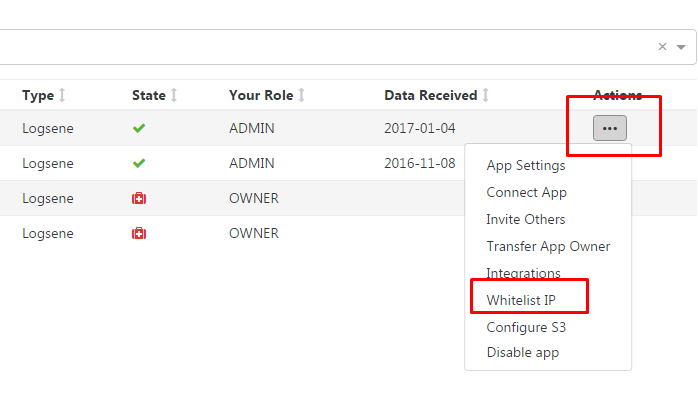 Type State Your Role Data Received Actions
Logsene ADMIN 2017-01-04
Logsene ADMIN 2016-11-08
Logsene OWNER
Logsene OWNER
App Settings
Connect App
Invite Others
Transfer App Owner
Integrations
Whitelist IP
Configure S3
Disable app